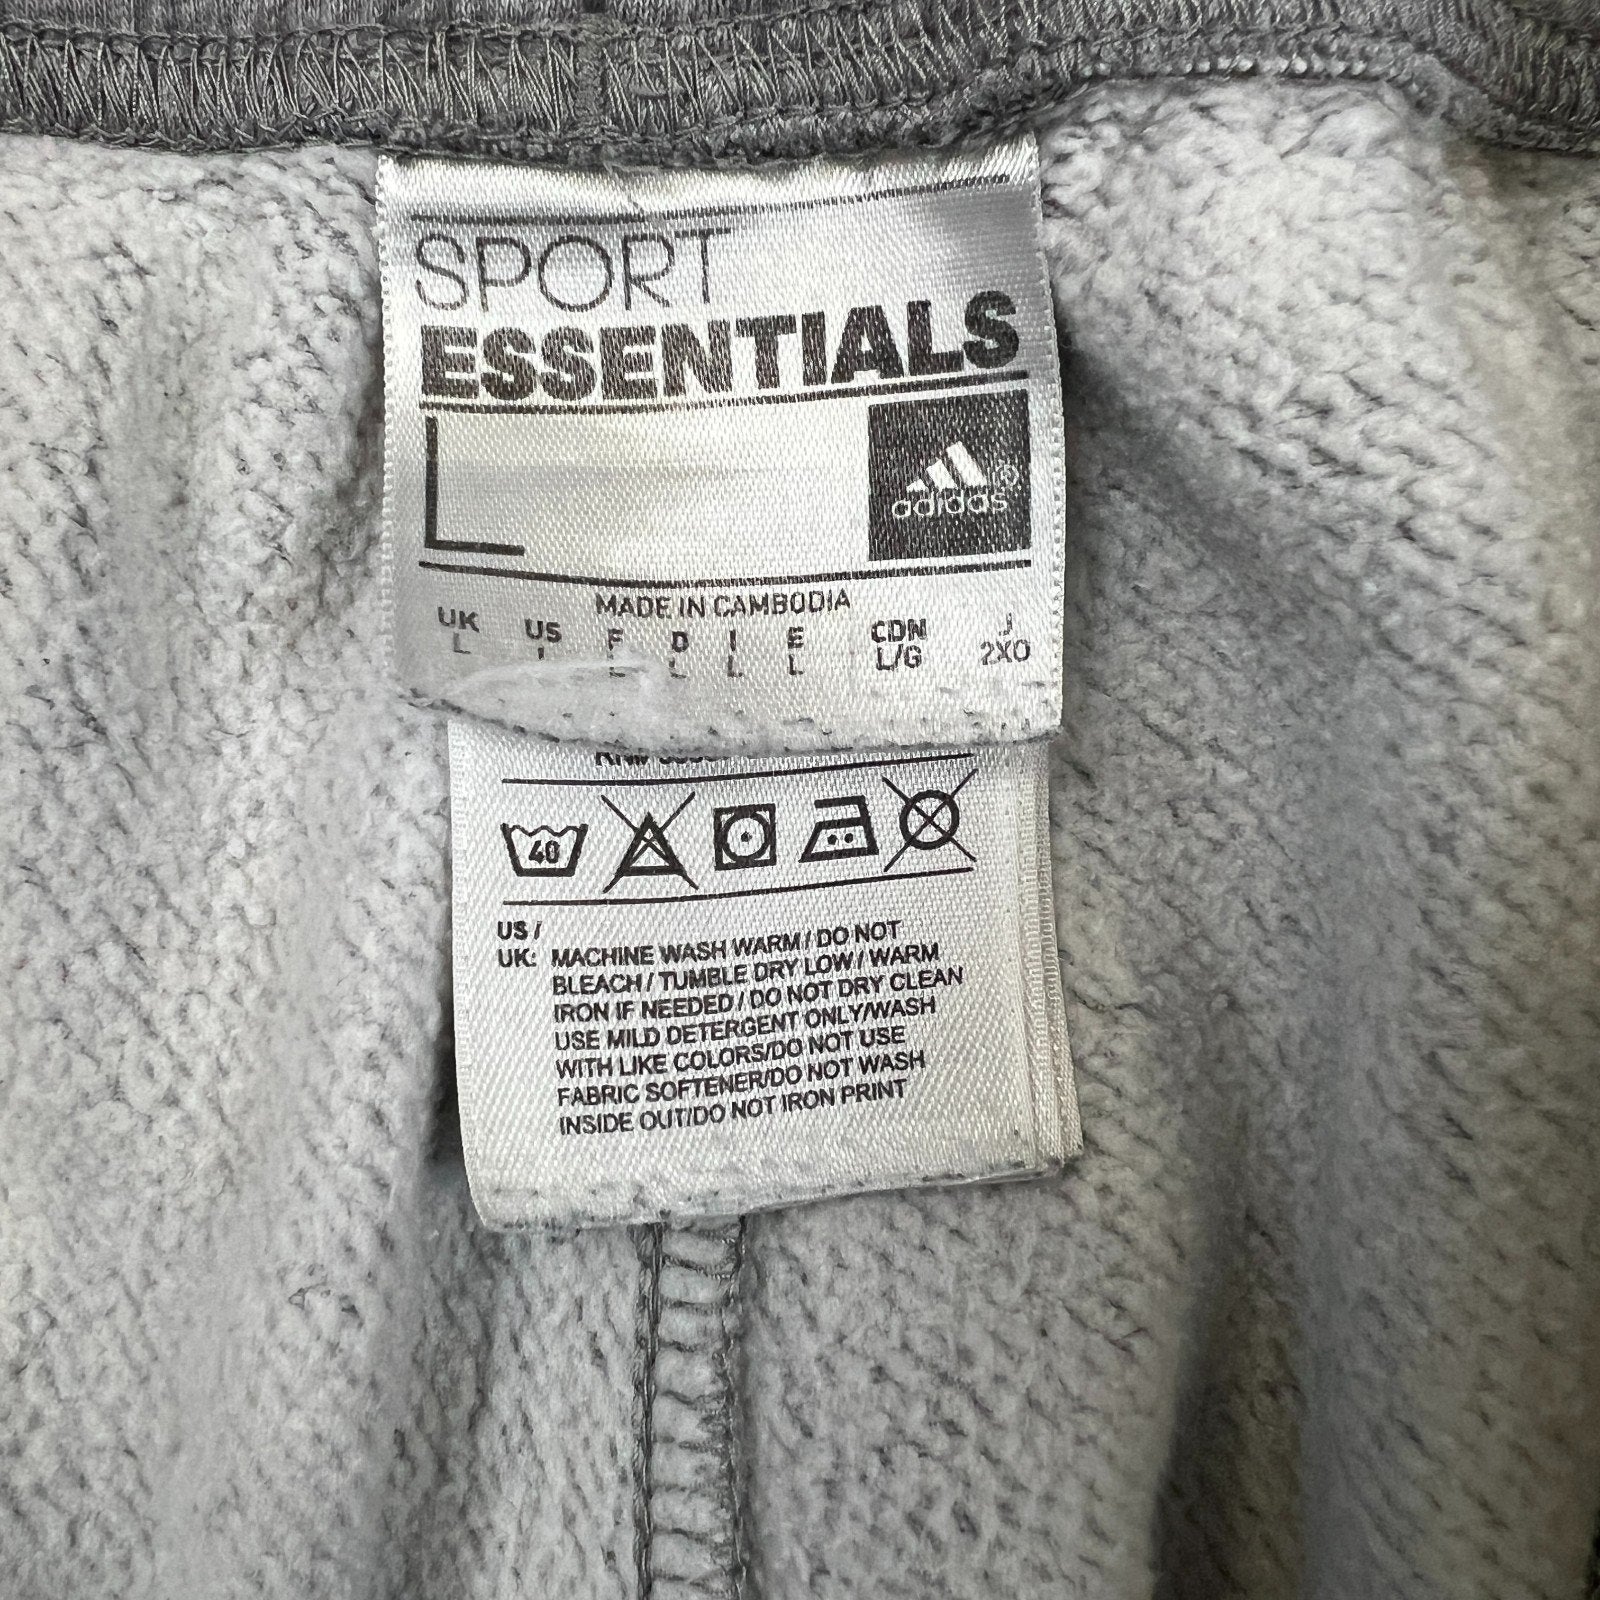 SPORT
ESSENTIALS
L
adidas®
MADE IN CAMBODIA
UK US F D I E CDN J
L L L L L L L/G 2XO
40
US /
UK: MACHINE WASH WARM / DO NOT
BLEACH / TUMBLE DRY LOW / WARM
IRON IF NEEDED / DO NOT DRY CLEAN
USE MILD DETERGENT ONLY/WASH
WITH LIKE COLORS/DO NOT USE
FABRIC SOFTENER/DO NOT WASH
INSIDE OUT/DO NOT IRON PRINT